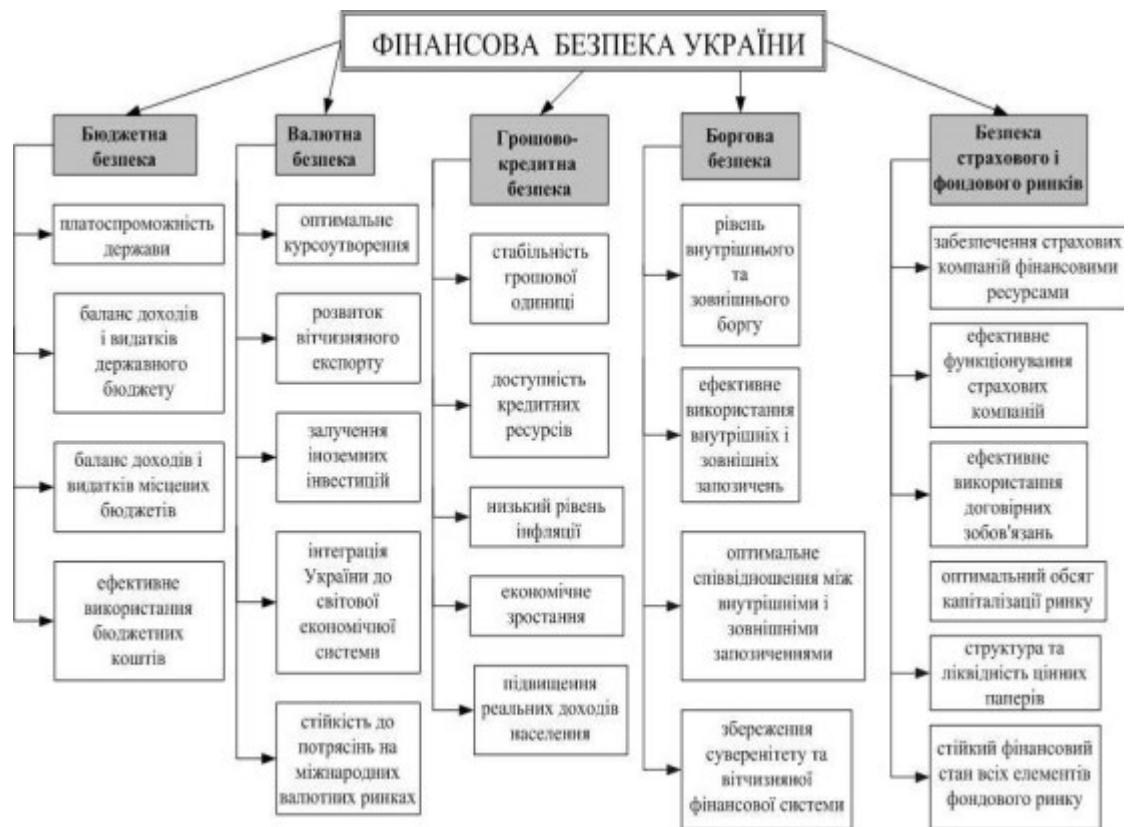 ФІНАНСОВА БЕЗПЕКА УКРАЇНИ
Бюджетна
безпека
платоспроможність
держави
баланс доходів
і видатків
державного
бюджету
баланс доходів і
видатків місцевих
бюджетів
ефективне
використання
бюджетних
коштів
Валютна
безпека
оптимальне
курсоутворення
розвиток
вітчизняного
експорту
залучення
іноземних
інвестицій
інтеграція
України до
світової
економічної
системи
стійкість до
потрясінь на
міжнародних
валютних ринках
Грошово-
кредитна
безпека
стабільність
грошової
одиниці
доступність
кредитних
ресурсів
низький рівень
інфляції
економічне
зростання
підвищення
реальних доходів
населення
Боргова
безпека
рівень
внутрішнього
та
зовнішнього
боргу
ефективне
використання
внутрішніх і
зовнішніх
запозичень
оптимальне
співвідношення між
внутрішніми і
зовнішніми
запозиченнями
збереження
суверенітету та
вітчизняної
фінансової системи
Безпека
страхового і
фондового ринків
забезпечення страхових
компаній фінансовими
ресурсами
ефективне
функціонування
страхових
компаній
ефективне
використання
договірних
зобов'язань
оптимальний обсяг
капіталізації ринку
структура та
ліквідність цінних
паперів
стійкий фінансовий
стан всіх елементів
фондового ринку